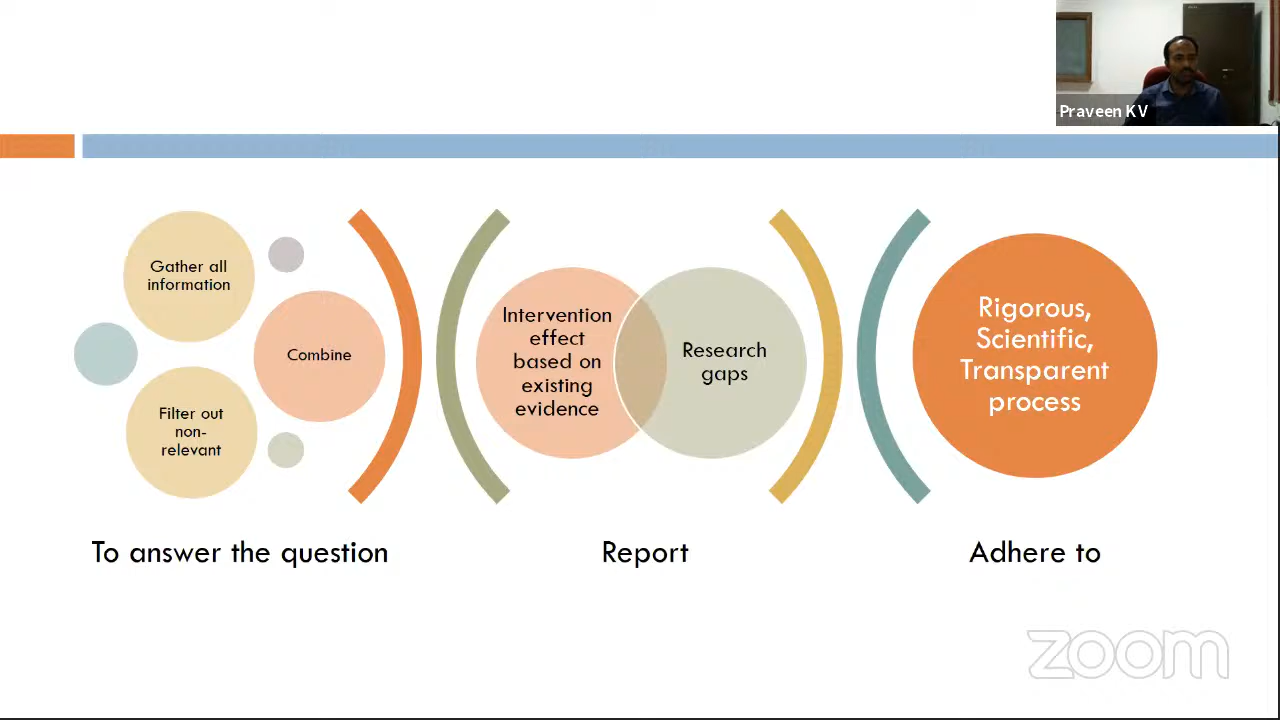 Praveen KV
Gather all
information
Combine
Filter out
non-
relevant
Intervention
effect
based on
existing
evidence
Research
gaps
Rigorous,
Scientific,
Transparent
process
To answer the question
Report
Adhere to
zoom